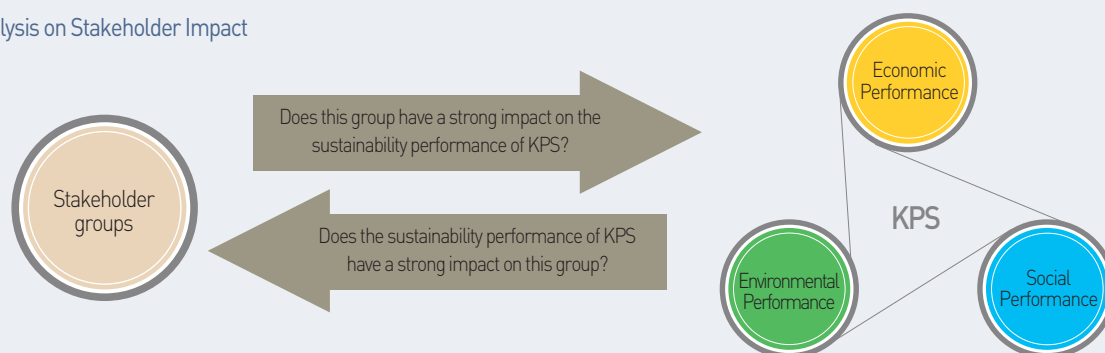 lysis on Stakeholder Impact
Economic
Performance
Does this group have a strong impact on the
sustainability performance of KPS?
Stakeholder
groups
KPS
Does the sustainability performance of KPS
have a strong impact on this group?
Environmental
Performance
Social
Performance